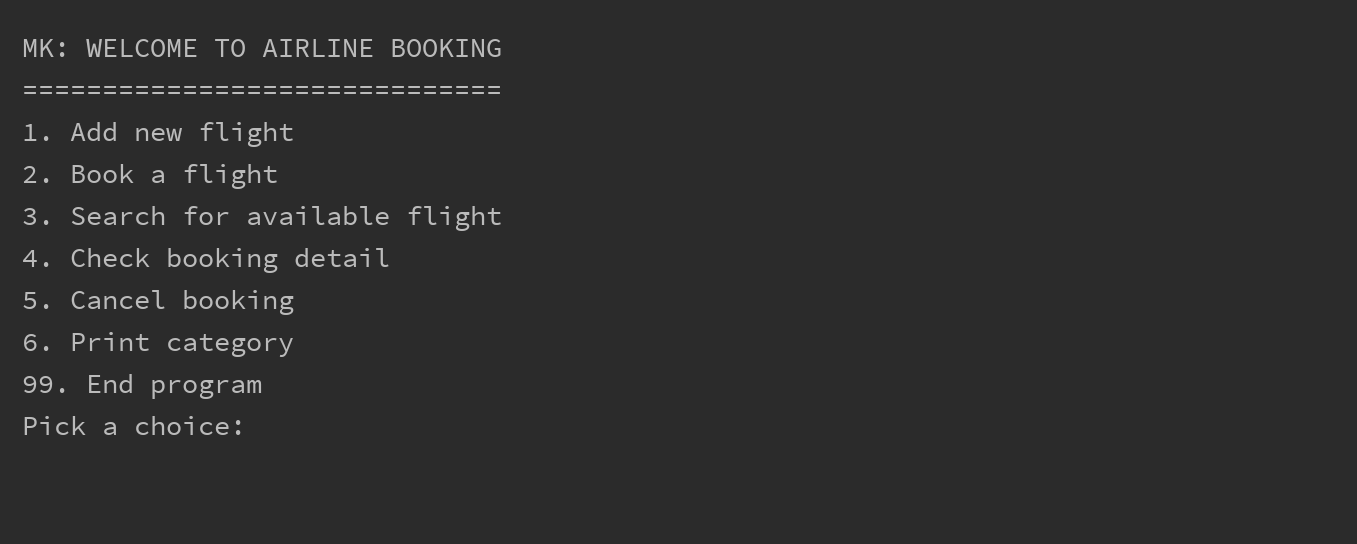 MK: WELCOME TO AIRLINE BOOKING
==============================
1. Add new flight
2. Book a flight
3. Search for available flight
4. Check booking detail
5. Cancel booking
6. Print category
99. End program
Pick a choice: